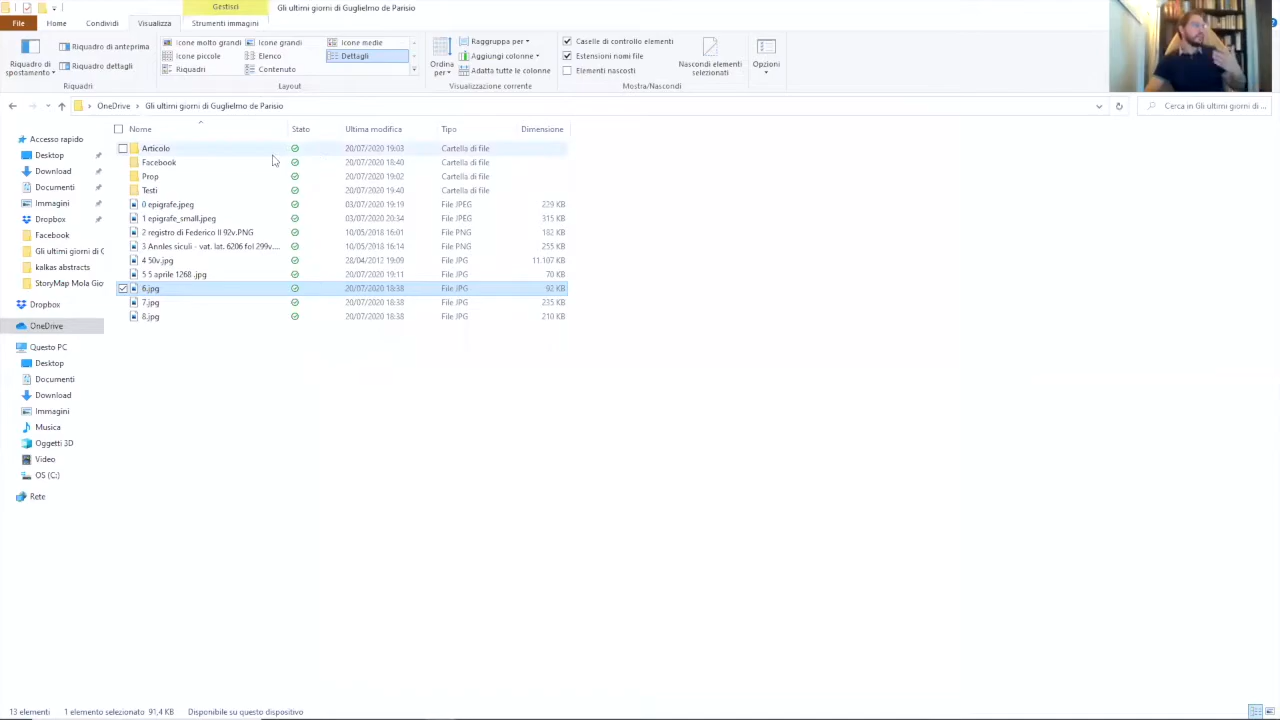 Gestisci
Gli ultimi giorni di Guglielmo de Parisio
File Home Condividi Visualizza Strumenti immagini
Riquadro di spostamento
Riquadro di anteprima
Riquadro dettagli
Riquadri
Icone molto grandi Icone grandi Icone medie
Icone piccole Elenco Dettagli
Riquadri Contenuto
Layout
Ordina per
Raggruppa per
Aggiungi colonne
Adatta tutte le colonne
Visualizzazione corrente
Caselle di controllo elementi
Estensioni nomi file
Elementi nascosti
Nascondi elementi selezionati
Mostra/Nascondi
Opzioni
OneDrive Gli ultimi giorni di Guglielmo de Parisio
Cerca in Gli ultimi giorni di ...
Accesso rapido
Desktop
Download
Documenti
Immagini
Dropbox
Facebook
Gli ultimi giorni di G
kalkas abstracts
StoryMap Mola Gio
Dropbox
OneDrive
Questo PC
Desktop
Documenti
Download
Immagini
Musica
Oggetti 3D
Video
OS (C:)
Rete
Nome Stato Ultima modifica Tipo Dimensione
Articolo 20/07/2020 19:03 Cartella di file
Facebook 20/07/2020 18:40 Cartella di file
Prop 20/07/2020 19:02 Cartella di file
Testi 20/07/2020 19:40 Cartella di file
0 epigrafe.jpeg 03/07/2020 19:19 File JPEG 229 KB
1 epigrafe_small.jpeg 03/07/2020 20:34 File JPEG 315 KB
2 registro di Federico II 92v.PNG 10/05/2018 16:01 File PNG 182 KB
3 Annles siculi - vat. lat. 6206 fol 299v.... 10/05/2018 16:14 File PNG 255 KB
4 50v.jpg 28/04/2012 19:09 File JPG 11.107 KB
5 5 aprile 1268 .jpg 20/07/2020 19:11 File JPG 70 KB
6.jpg 20/07/2020 18:38 File JPG 92 KB
7.jpg 20/07/2020 18:38 File JPG 235 KB
8.jpg 20/07/2020 18:38 File JPG 210 KB
13 elementi 1 elemento selezionato 91,4 KB Disponibile su questo dispositivo